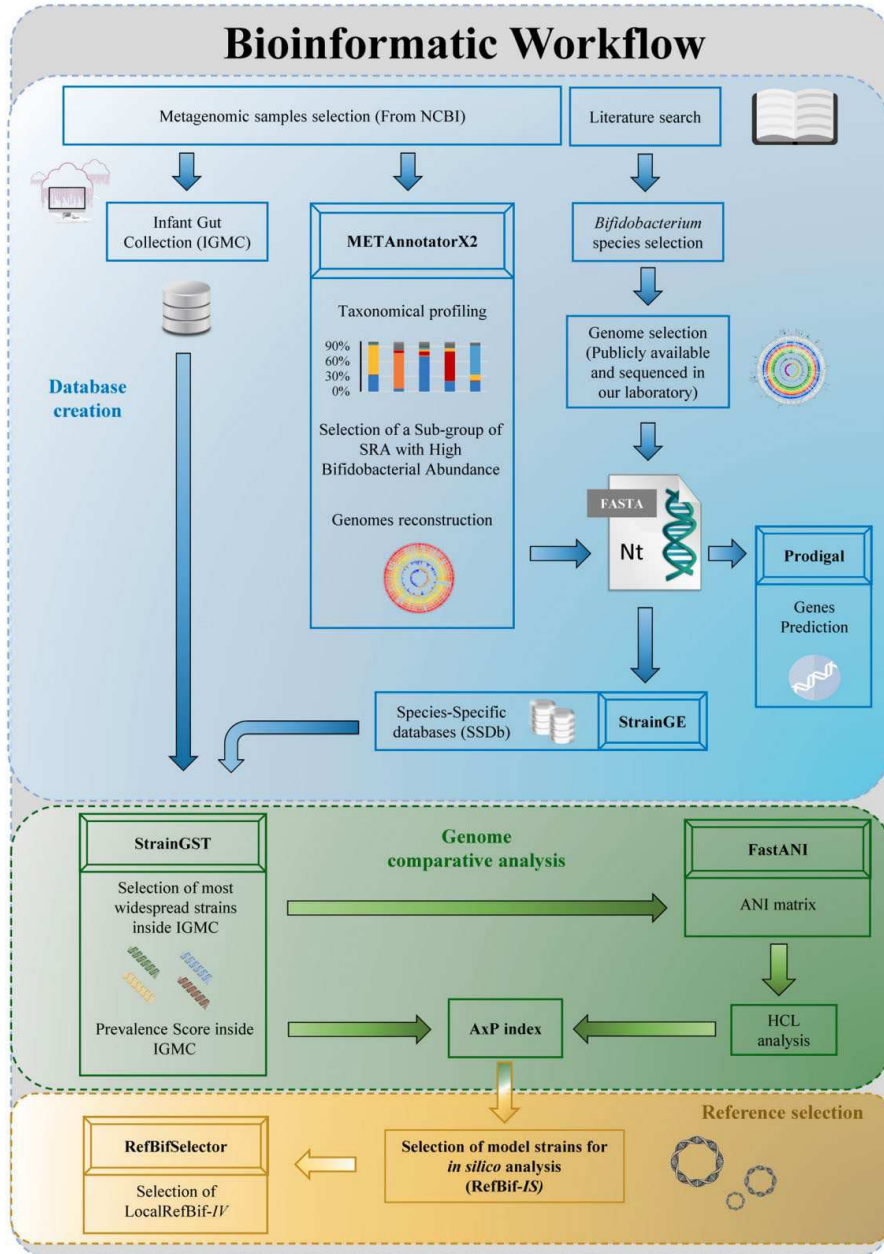 Bioinformatic Workflow
Metagenomic samples selection (From NCBI)
Literature search
Infant Gut
Collection (IGMC)
METAnnotatorX2
Bifidobacterium
species selection
Taxonomical profiling
90%
60%
30%
0%
Genome selection
(Publicly available
and sequenced in
our laboratory)
Database
creation
Selection of a Sub-group of
SRA with High
Bifidobacterial Abundance
Genomes reconstruction
FASTA
Nt
Prodigal
Genes
Prediction
Species-Specific
databases (SSDb)
StrainGE
StrainGST
Selection of most
widespread strains
inside IGMC
Prevalence Score inside
IGMC
Genome
comparative analysis
FastANI
ANI matrix
AxP index
HCL
analysis
Reference selection
RefBifSelector
Selection of
LocalRefBif-IV
Selection of model strains for
in silico analysis
(RefBif-IS)